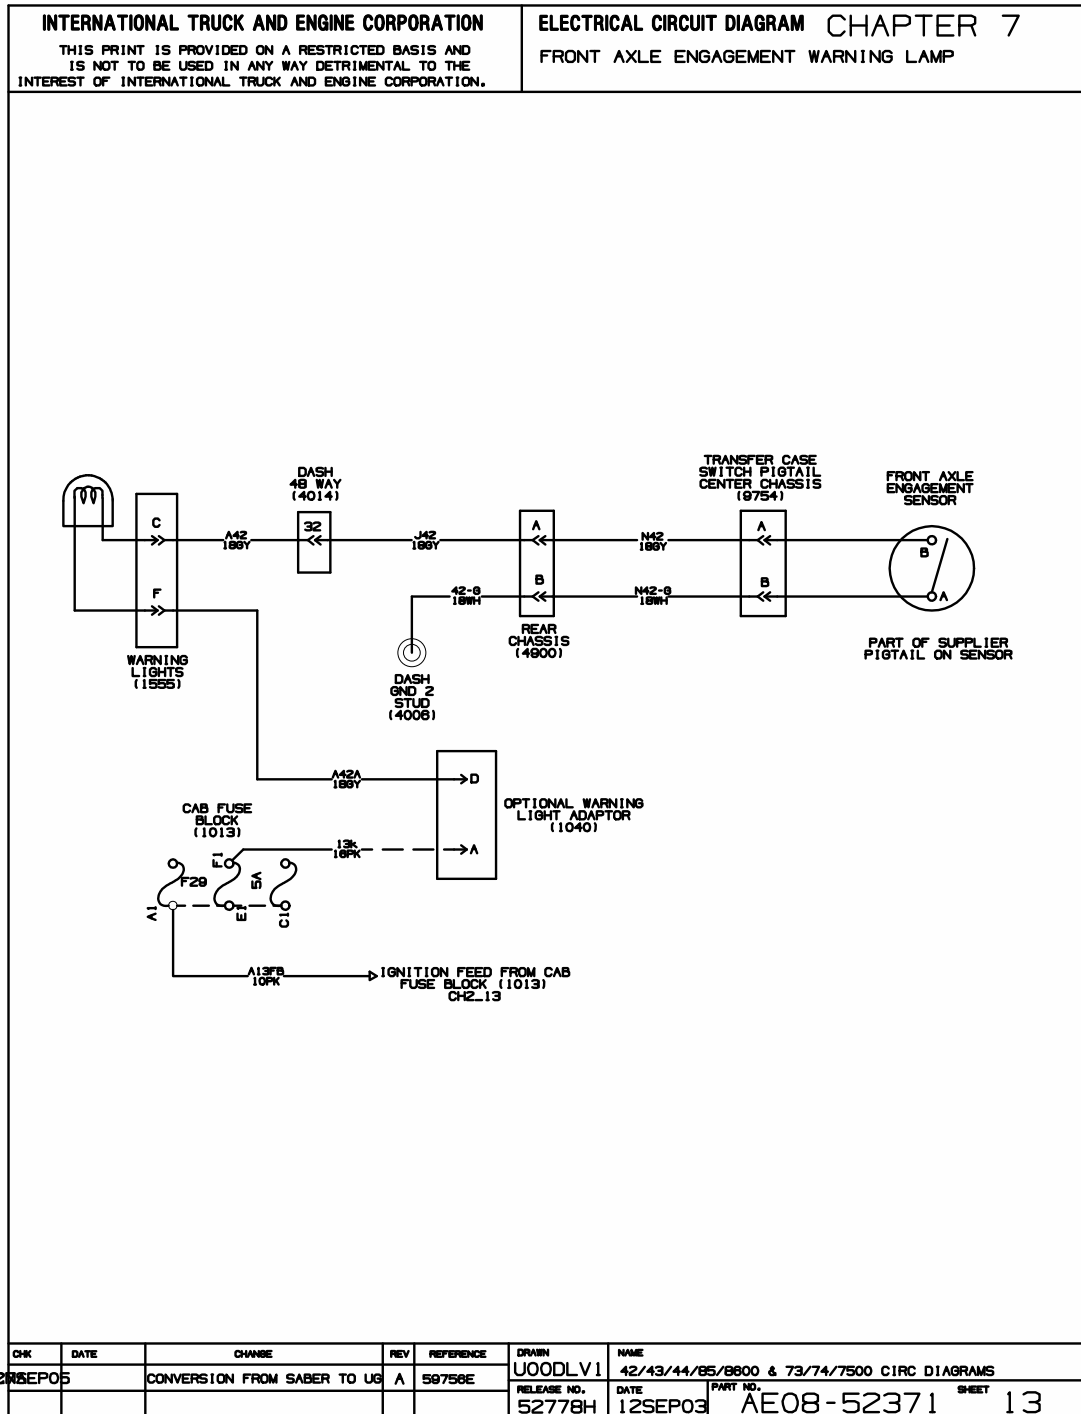 INTERNATIONAL TRUCK AND ENGINE CORPORATION
THIS PRINT IS PROVIDED ON A RESTRICTED BASIS AND
IS NOT TO BE USED IN ANY WAY DETRIMENTAL TO THE
INTEREST OF INTERNATIONAL TRUCK AND ENGINE CORPORATION.
ELECTRICAL CIRCUIT DIAGRAM CHAPTER 7
FRONT AXLE ENGAGEMENT WARNING LAMP
DASH
48 WAY
(4014)
TRANSFER CASE
SWITCH PIGTAIL
CENTER CHASSIS
(9754)
FRONT AXLE
ENGAGEMENT
SENSOR
C
A42
18GY
32
J42
18GY
A
N42
18GY
A
B
F
42-G
18WH
B
N42-G
18WH
B
A
WARNING
LIGHTS
(1555)
REAR
CHASSIS
(4900)
PART OF SUPPLIER
PIGTAIL ON SENSOR
DASH
GND 2
STUD
(4006)
A42A
18GY
D
OPTIONAL WARNING
LIGHT ADAPTOR
(1040)
CAB FUSE
BLOCK
(1013)
13k
16PK
A
F1
F29
5A
A1
E1
C1
A13FB
10PK
IGNITION FEED FROM CAB
FUSE BLOCK (1013)
CH2_13
CHK DATE CHANGE REV REFERENCE
CONVERSION FROM SABER TO UG A 59756E
DRAWN
U00DLV1
NAME
42/43/44/85/8600 & 73/74/7500 CIRC DIAGRAMS
RELEASE NO.
52778H
DATE
12SEP03
PART NO.
AE08-52371
SHEET
13